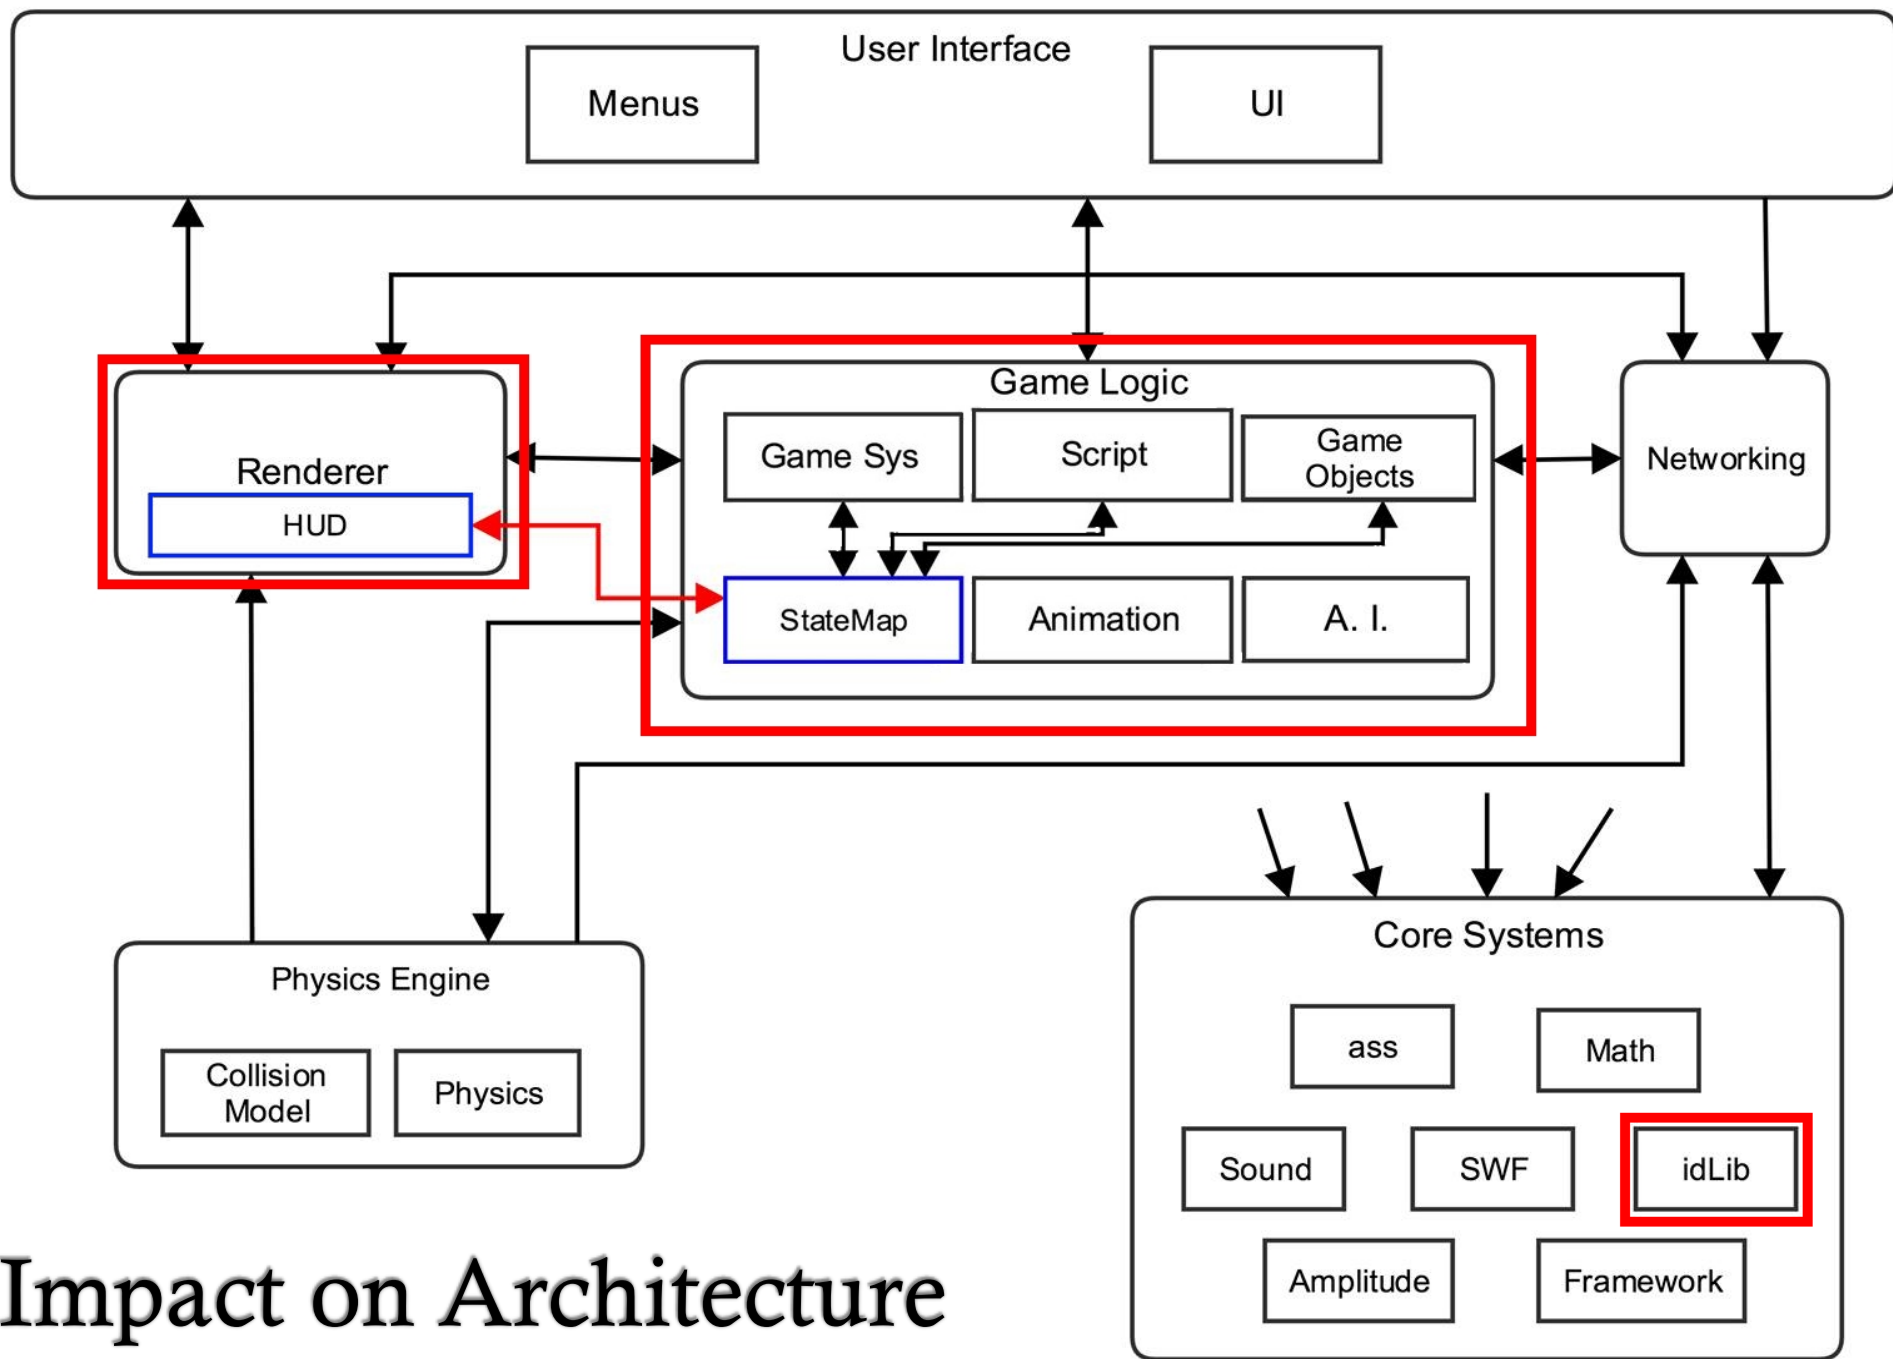 User Interface
Menus
UI
Renderer
HUD
Game Logic
Game Sys
Script
Game
Objects
StateMap
Animation
A. I.
Networking
Physics Engine
Collision
Model
Physics
Core Systems
ass
Math
Sound
SWF
idLib
Amplitude
Framework
Impact on Architecture